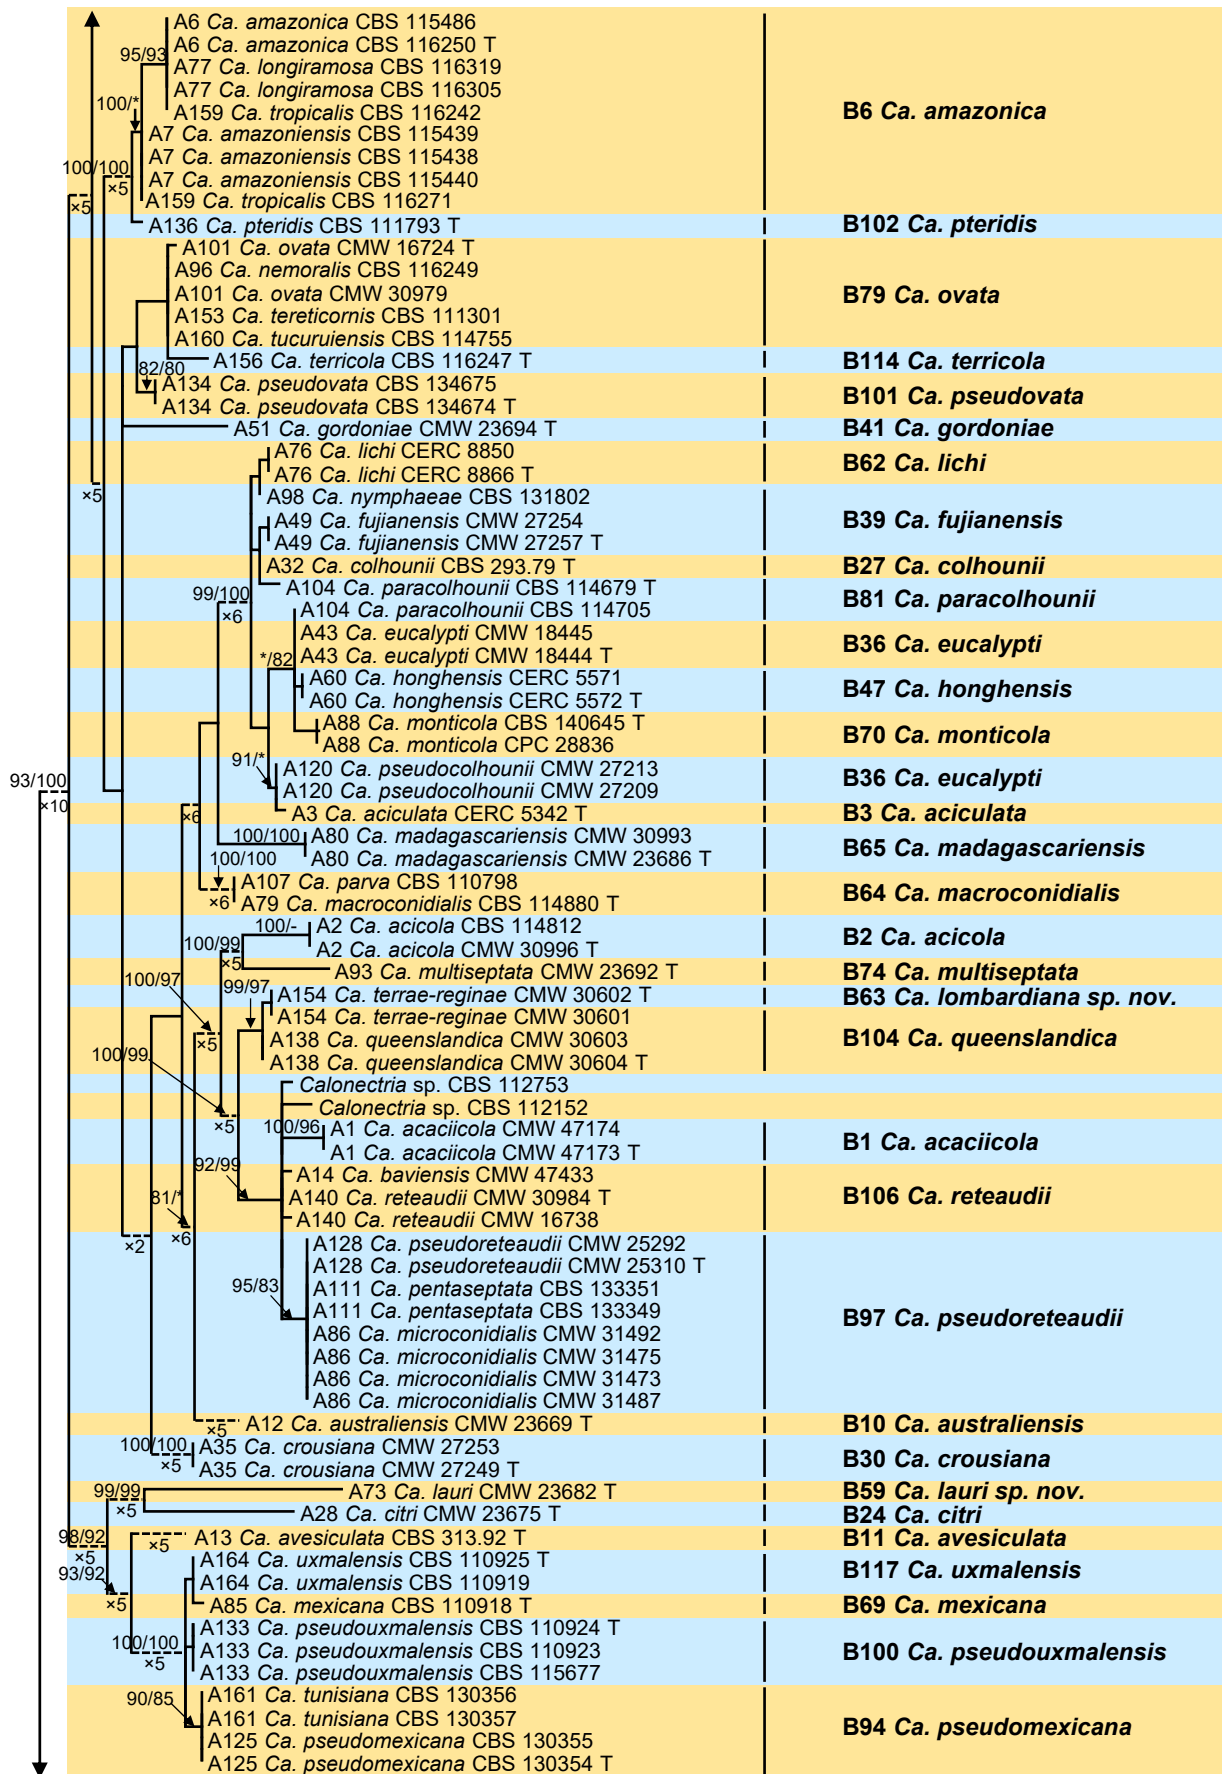 A6 Ca. amazonica CBS 115486
A6 Ca. amazonica CBS 116250 T
95/93
A77 Ca. longiramosa CBS 116319
A77 Ca. longiramosa CBS 116305
100/*
A159 Ca. tropicalis CBS 116242
B6 Ca. amazonica
A7 Ca. amazoniensis CBS 115439
A7 Ca. amazoniensis CBS 115438
100/100
A7 Ca. amazoniensis CBS 115440
×5
×5
A159 Ca. tropicalis CBS 116271
A136 Ca. pteridis CBS 111793 T
B102 Ca. pteridis
A101 Ca. ovata CMW 16724 T
A96 Ca. nemoralis CBS 116249
A101 Ca. ovata CMW 30979
B79 Ca. ovata
A153 Ca. tereticornis CBS 111301
A160 Ca. tucuruiensis CBS 114755
A156 Ca. terricola CBS 116247 T
B114 Ca. terricola
82/80
A134 Ca. pseudovata CBS 134675
A134 Ca. pseudovata CBS 134674 T
B101 Ca. pseudovata
A51 Ca. gordoniae CMW 23694 T
B41 Ca. gordoniae
A76 Ca. lichi CERC 8850
A76 Ca. lichi CERC 8866 T
B62 Ca. lichi
×5
A98 Ca. nymphaeae CBS 131802
A49 Ca. fujianensis CMW 27254
A49 Ca. fujianensis CMW 27257 T
B39 Ca. fujianensis
A32 Ca. colhounii CBS 293.79 T
B27 Ca. colhounii
99/100
×6
A104 Ca. paracolhounii CBS 114679 T
A104 Ca. paracolhounii CBS 114705
B81 Ca. paracolhounii
A43 Ca. eucalypti CMW 18445
A43 Ca. eucalypti CMW 18444 T
B36 Ca. eucalypti
*/82
A60 Ca. honghensis CERC 5571
A60 Ca. honghensis CERC 5572 T
B47 Ca. honghensis
A88 Ca. monticola CBS 140645 T
A88 Ca. monticola CPC 28836
B70 Ca. monticola
91/*
A120 Ca. pseudocolhounii CMW 27213
A120 Ca. pseudocolhounii CMW 27209
B36 Ca. eucalypti
93/100
×10
A3 Ca. aciculata CERC 5342 T
B3 Ca. aciculata
×6
100/100
A80 Ca. madagascariensis CMW 30993
A80 Ca. madagascariensis CMW 23686 T
B65 Ca. madagascariensis
100/100
×6
A107 Ca. parva CBS 110798
A79 Ca. macroconidialis CBS 114880 T
B64 Ca. macroconidialis
100/-
A2 Ca. acicola CBS 114812
A2 Ca. acicola CMW 30996 T
B2 Ca. acicola
100/99
×5
A93 Ca. multiseptata CMW 23692 T
B74 Ca. multiseptata
100/97
×5
99/97
A154 Ca. terrae-reginae CMW 30602 T
B63 Ca. lombardiana sp. nov.
A154 Ca. terrae-reginae CMW 30601
A138 Ca. queenslandica CMW 30603
A138 Ca. queenslandica CMW 30604 T
B104 Ca. queenslandica
100/99
×5
Calonectria sp. CBS 112753
Calonectria sp. CBS 112152
100/96
A1 Ca. acaciicola CMW 47174
A1 Ca. acaciicola CMW 47173 T
B1 Ca. acaciicola
92/99
A14 Ca. baviensis CMW 47433
A140 Ca. reteaudii CMW 30984 T
A140 Ca. reteaudii CMW 16738
B106 Ca. reteaudii
81/*
×6
×2
A128 Ca. pseudoreteaudii CMW 25292
A128 Ca. pseudoreteaudii CMW 25310 T
95/83
A111 Ca. pentaseptata CBS 133351
A111 Ca. pentaseptata CBS 133349
A86 Ca. microconidialis CMW 31492
A86 Ca. microconidialis CMW 31475
A86 Ca. microconidialis CMW 31473
A86 Ca. microconidialis CMW 31487
B97 Ca. pseudoreteaudii
×5
A12 Ca. australiensis CMW 23669 T
B10 Ca. australiensis
100/100
×5
A35 Ca. crousiana CMW 27253
A35 Ca. crousiana CMW 27249 T
B30 Ca. crousiana
99/99
×5
A73 Ca. lauri CMW 23682 T
B59 Ca. lauri sp. nov.
A28 Ca. citri CMW 23675 T
B24 Ca. citri
98/92
×5
×5
A13 Ca. avesiculata CBS 313.92 T
B11 Ca. avesiculata
93/92
×5
A164 Ca. uxmalensis CBS 110925 T
A164 Ca. uxmalensis CBS 110919
B117 Ca. uxmalensis
A85 Ca. mexicana CBS 110918 T
B69 Ca. mexicana
100/100
×5
A133 Ca. pseudouxmalensis CBS 110924 T
A133 Ca. pseudouxmalensis CBS 110923
A133 Ca. pseudouxmalensis CBS 115677
B100 Ca. pseudouxmalensis
90/85
A161 Ca. tunisiana CBS 130356
A161 Ca. tunisiana CBS 130357
A125 Ca. pseudomexicana CBS 130355
A125 Ca. pseudomexicana CBS 130354 T
B94 Ca. pseudomexicana